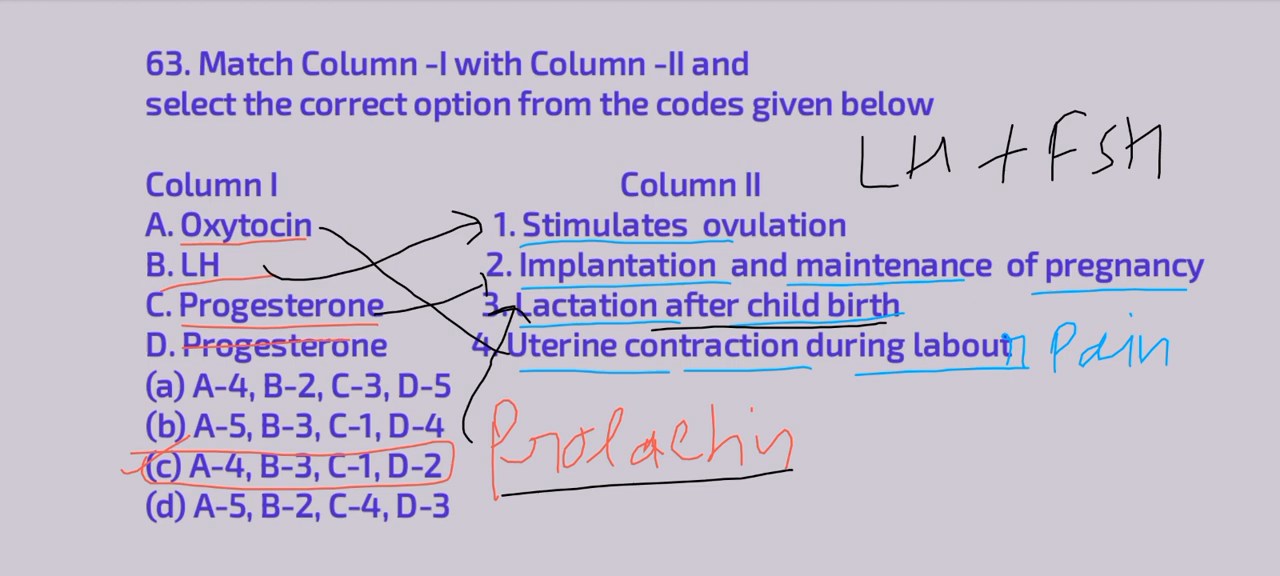 63. Match Column -I with Column -II and
select the correct option from the codes given below
LH + FSH
Column I Column II
A. Oxytocin 1. Stimulates ovulation
B. LH 2. Implantation and maintenance of pregnancy
C. Progesterone 3. Lactation after child birth
D. Progesterone 4. Uterine contraction during labout Pain
(a) A-4, B-2, C-3, D-5
(b) A-5, B-3, C-1, D-4 Prolactin
(c) A-4, B-3, C-1, D-2
(d) A-5, B-2, C-4, D-3